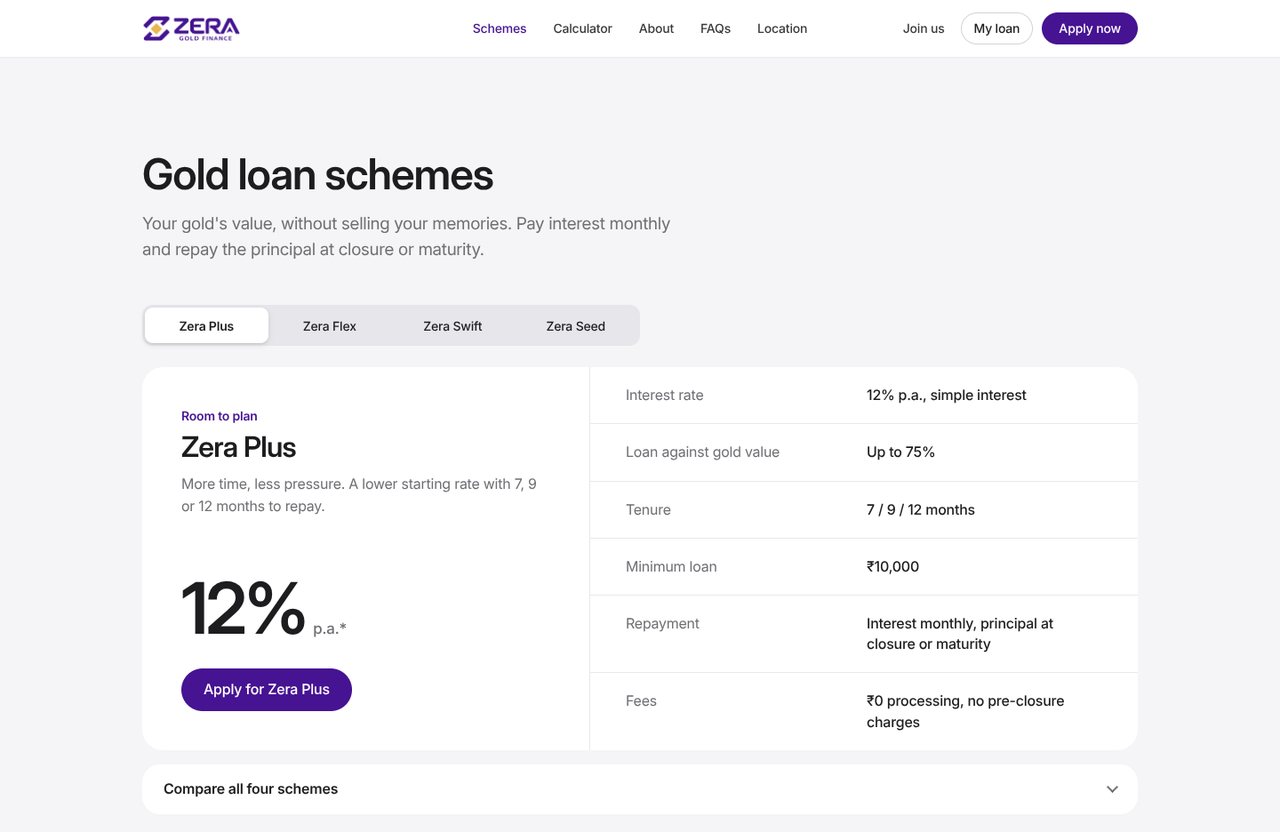 ZERA
GOLD FINANCE
Schemes
Calculator
About
FAQs
Location
Join us
My loan
Apply now
Gold loan schemes
Your gold's value, without selling your memories. Pay interest monthly
and repay the principal at closure or maturity.
Zera Plus
Zera Flex
Zera Swift
Zera Seed
Room to plan
Zera Plus
More time, less pressure. A lower starting rate with 7, 9
or 12 months to repay.
12% p.a.*
Apply for Zera Plus
Interest rate
12% p.a., simple interest
Loan against gold value
Up to 75%
Tenure
7 / 9 / 12 months
Minimum loan
₹10,000
Repayment
Interest monthly, principal at
closure or maturity
Fees
₹0 processing, no pre-closure
charges
Compare all four schemes